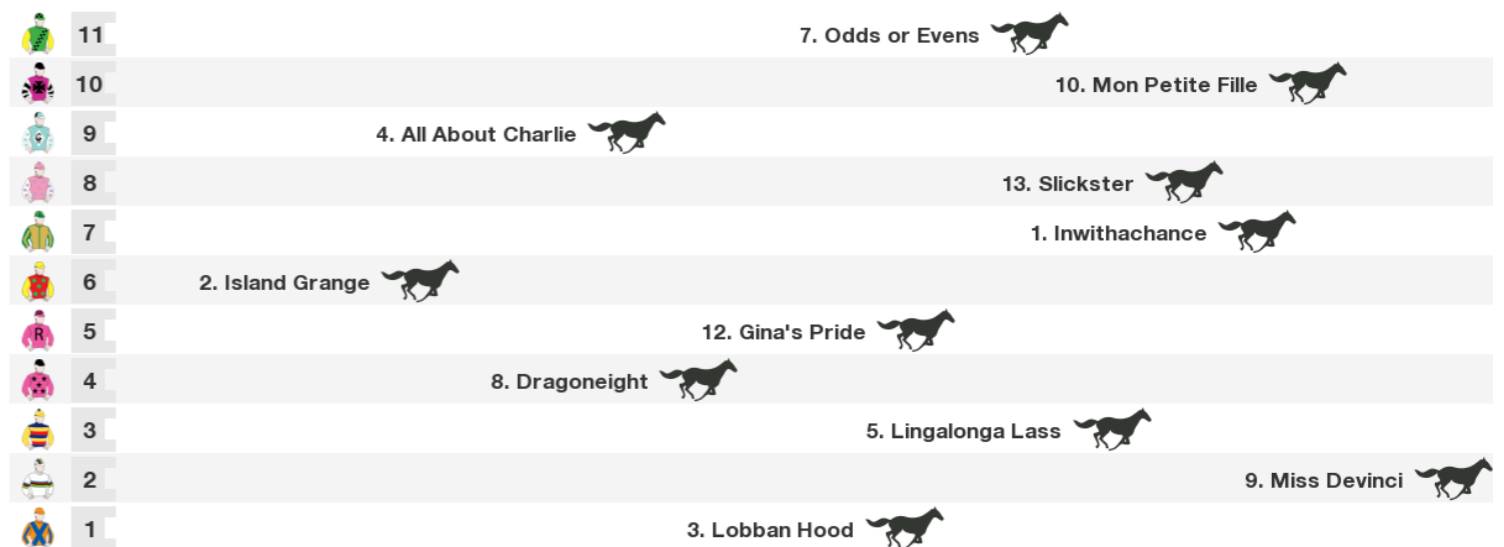 11 7. Odds or Evens
10 10. Mon Petite Fille
9 4. All About Charlie
8 13. Slickster
7 1. Inwithachance
6 2. Island Grange
R 5 12. Gina's Pride
4 8. Dragoneight
3 5. Lingalonga Lass
2 9. Miss Devinci
1 3. Lobban Hood